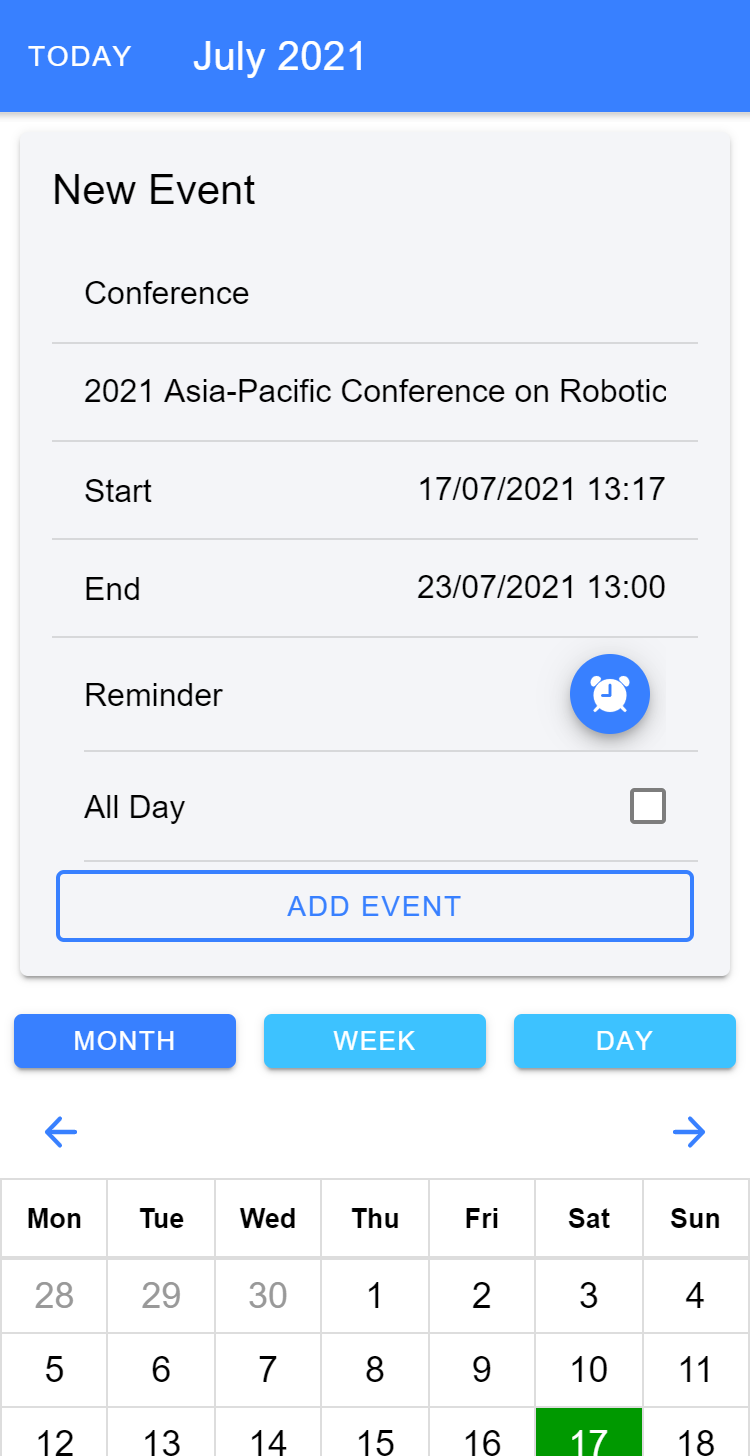 TODAY July 2021
New Event
Conference
2021 Asia-Pacific Conference on Robotic
Start 17/07/2021 13:17
End 23/07/2021 13:00
Reminder
All Day
ADD EVENT
MONTH WEEK DAY
Mon Tue Wed Thu Fri Sat Sun
28 29 30 1 2 3 4
5 6 7 8 9 10 11
12 13 14 15 16 17 18